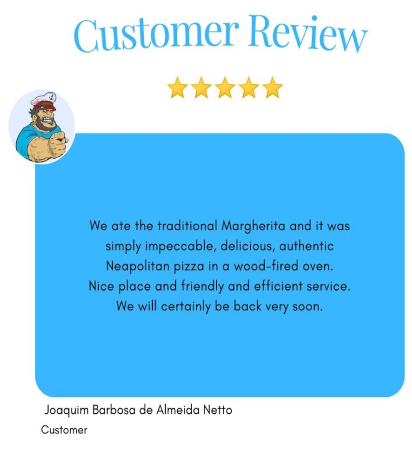 Customer Review
We ate the traditional Margherita and it was
simply impeccable, delicious, authentic
Neapolitan pizza in a wood-fired oven.
Nice place and friendly and efficient service.
We will certainly be back very soon.
Joaquim Barbosa de Almeida Netto
Customer